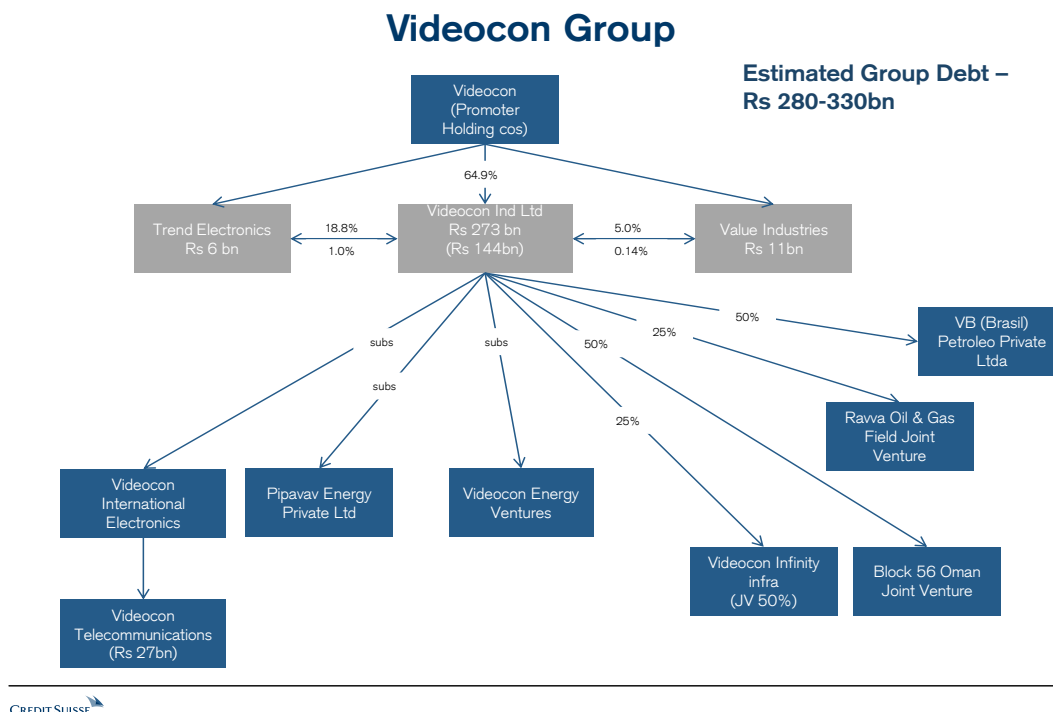 Videocon Group
Estimated Group Debt –
Rs 280-330bn
Videocon
(Promoter
Holding cos)
64.9%
Trend Electronics
Rs 6 bn
18.8%
1.0%
Videocon Ind Ltd
Rs 273 bn
(Rs 144bn)
5.0%
0.14%
Value Industries
Rs 11bn
50%
VB (Brasil)
Petroleo Private
Ltda
subs
subs
50%
25%
subs
25%
Ravva Oil & Gas
Field Joint
Venture
Videocon
International
Electronics
Pipavav Energy
Private Ltd
Videocon Energy
Ventures
Videocon Infinity
infra
(JV 50%)
Block 56 Oman
Joint Venture
Videocon
Telecommunications
(Rs 27bn)
CREDIT SUISSE